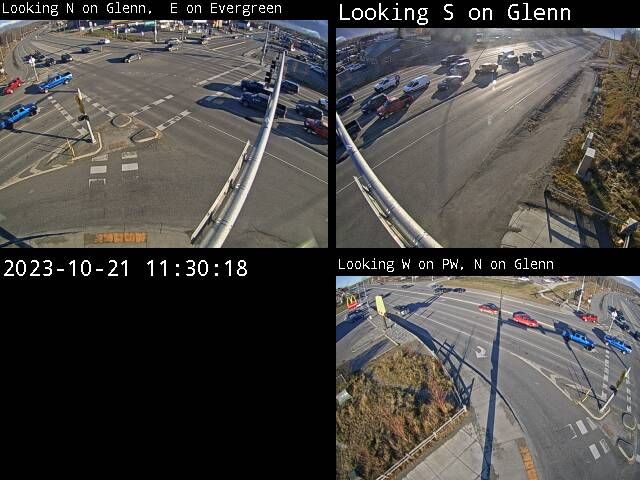 Looking N on Glenn,  E on Evergreen
Looking S on Glenn
2023-10-21 11:30:18
Looking W on PW, N on Glenn